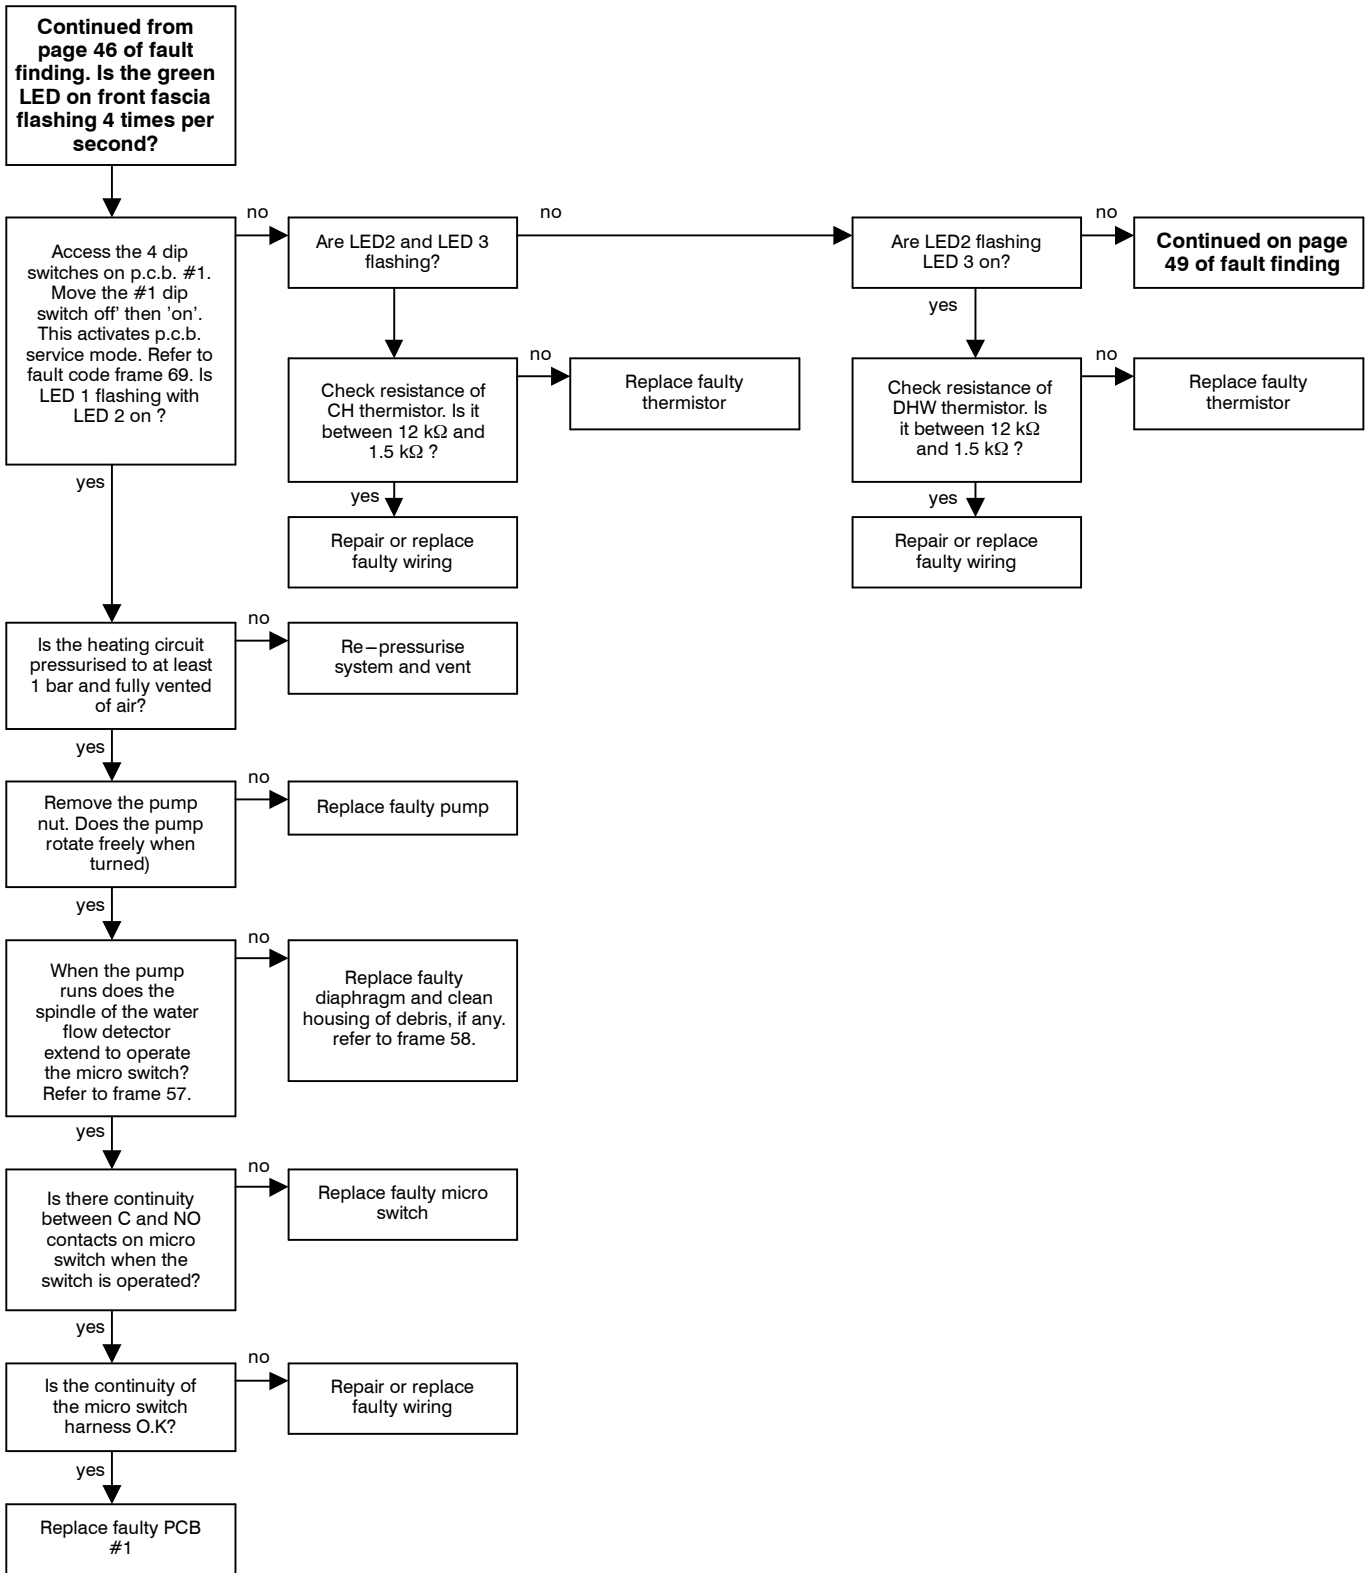 Continued from
page 46 of fault
finding. Is the green
LED on front fascia
flashing 4 times per
second?
no
no
no
Access the 4 dip
switches on p.c.b. #1.
Move the #1 dip
switch off' then 'on'.
This activates p.c.b.
service mode. Refer to
fault code frame 69. Is
LED 1 flashing with
LED 2 on ?
Are LED2 and LED 3
flashing?
Are LED2 flashing
LED 3 on?
Continued on page
49 of fault finding
yes
no
no
Check resistance of
CH thermistor. Is it
between 12 kΩ and
1.5 kΩ ?
Replace faulty
thermistor
Check resistance of
DHW thermistor. Is
it between 12 kΩ
and 1.5 kΩ ?
Replace faulty
thermistor
yes
yes
yes
Repair or replace
faulty wiring
Repair or replace
faulty wiring
no
Is the heating circuit
pressurised to at least
1 bar and fully vented
of air?
Re−pressurise
system and vent
yes
no
Remove the pump
nut. Does the pump
rotate freely when
turned)
Replace faulty pump
yes
no
When the pump
runs does the
spindle of the water
flow detector
extend to operate
the micro switch?
Refer to frame 57.
Replace faulty
diaphragm and clean
housing of debris, if any.
refer to frame 58.
yes
no
Is there continuity
between C and NO
contacts on micro
switch when the
switch is operated?
Replace faulty micro
switch
yes
no
Is the continuity of
the micro switch
harness O.K?
Repair or replace
faulty wiring
yes
Replace faulty PCB
#1